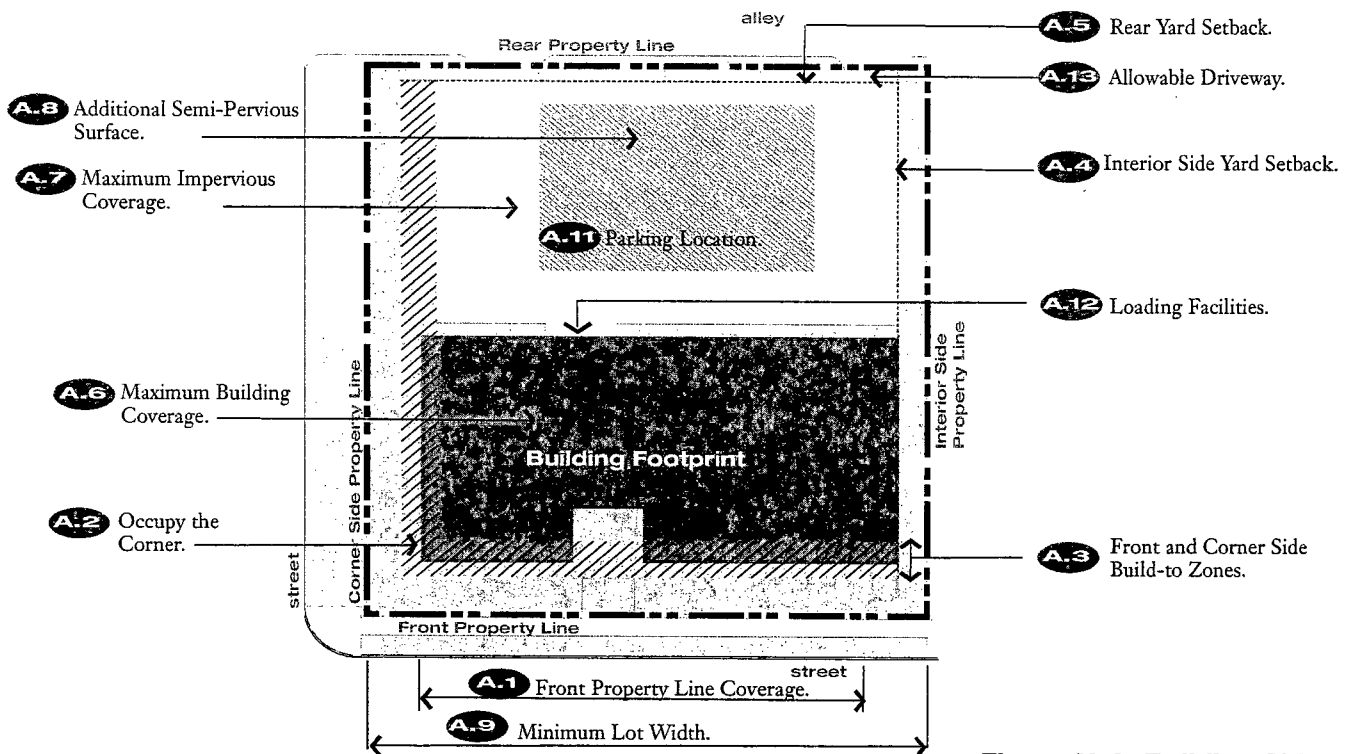 alley
A.5 Rear Yard Setback.
Rear Property Line
A.13 Allowable Driveway.
A.8 Additional Semi-Pervious
Surface.
A.4 Interior Side Yard Setback.
A.7 Maximum Impervious
Coverage.
A.11 Parking Location.
A.12 Loading Facilities.
Interior Side
Property Line
A.6 Maximum Building
Coverage.
Corner Side Property Line
Building Footprint
A.2 Occupy the
Corner.
A.3 Front and Corner Side
Build-to Zones.
street
Front Property Line
street
A.1 Front Property Line Coverage.
A.9 Minimum Lot Width.